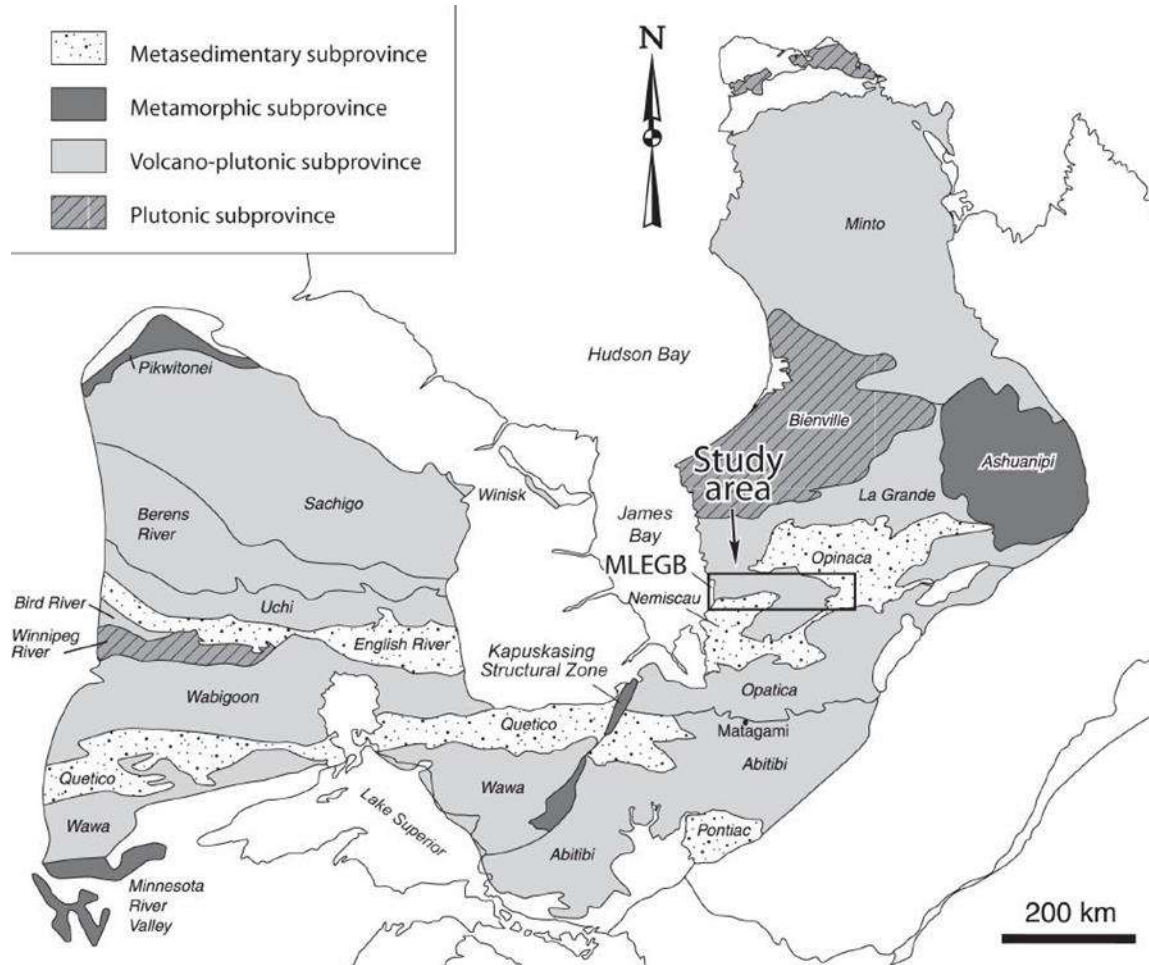 Metasedimentary subprovince
Metamorphic subprovince
Volcano-plutonic subprovince
Plutonic subprovince
N
Minto
Hudson Bay
Pikwitonei
Bienville
Ashuanipi
Study
area
Winisk
La Grande
Sachigo
Berens
River
James
Bay
Opinaca
MLEGB
Nemiscau
Uchi
Bird River
Winnipeg
River
English River
Kapuskasing
Structural Zone
Wabigoon
Opatica
Quetico
Matagami
Abitibi
Quetico
Wawa
Lake Superior
Wawa
Pontiac
Abitibi
Minnesota
River
Valley
200 km